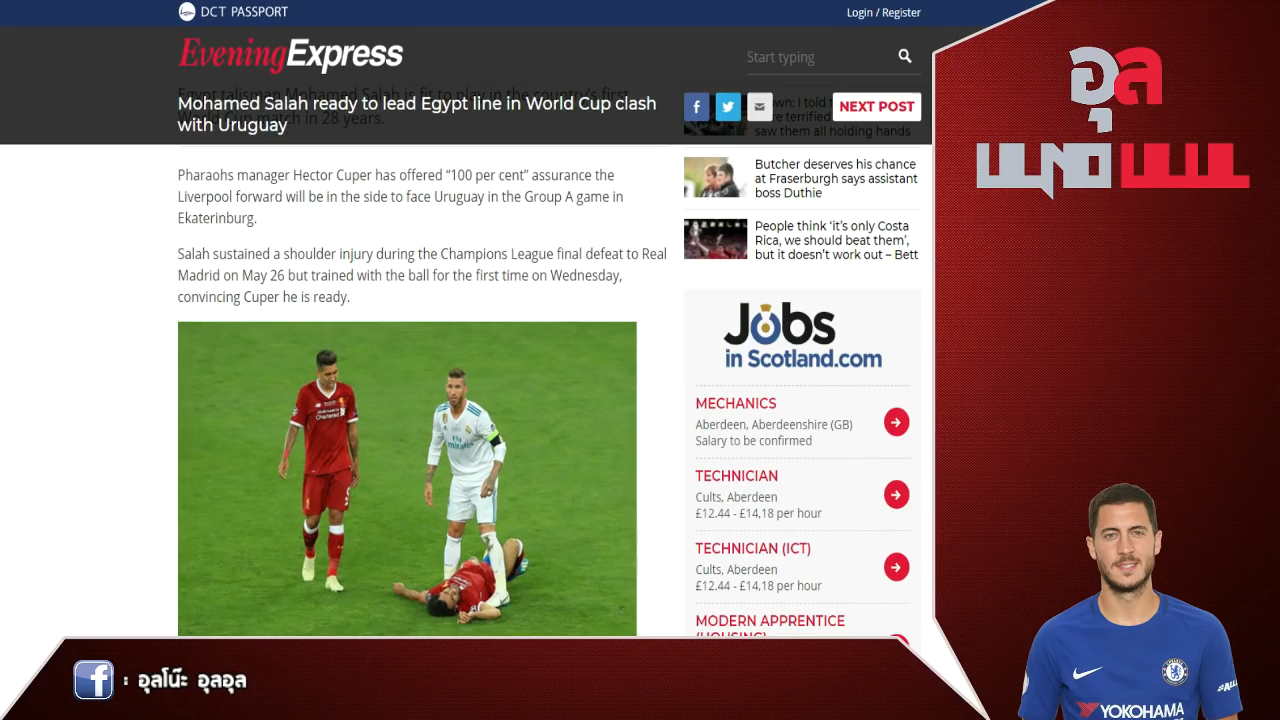 DCT PASSPORT
Login / Register
EveningExpress
Start typing
Mohamed Salah ready to lead Egypt line in World Cup clash
with Uruguay
NEXT POST
own: I told
re terrified
saw them all holding hands
Pharaohs manager Hector Cuper has offered “100 per cent” assurance the
Liverpool forward will be in the side to face Uruguay in the Group A game in
Ekaterinburg.
Salah sustained a shoulder injury during the Champions League final defeat to Real
Madrid on May 26 but trained with the ball for the first time on Wednesday,
convincing Cuper he is ready.
Butcher deserves his chance
at Fraserburgh says assistant
boss Duthie
People think ‘it’s only Costa
Rica, we should beat them’,
but it doesn’t work out – Bett
Jobs
in Scotland.com
MECHANICS
Aberdeen, Aberdeenshire (GB)
Salary to be confirmed
TECHNICIAN
Cults, Aberdeen
£12.44 - £14,18 per hour
TECHNICIAN (ICT)
Cults, Aberdeen
£12.44 - £14,18 per hour
MODERN APPRENTICE
(HOUSING)
อุล
YOKOHAMA
: อุลโน๊ะ อุลอุล